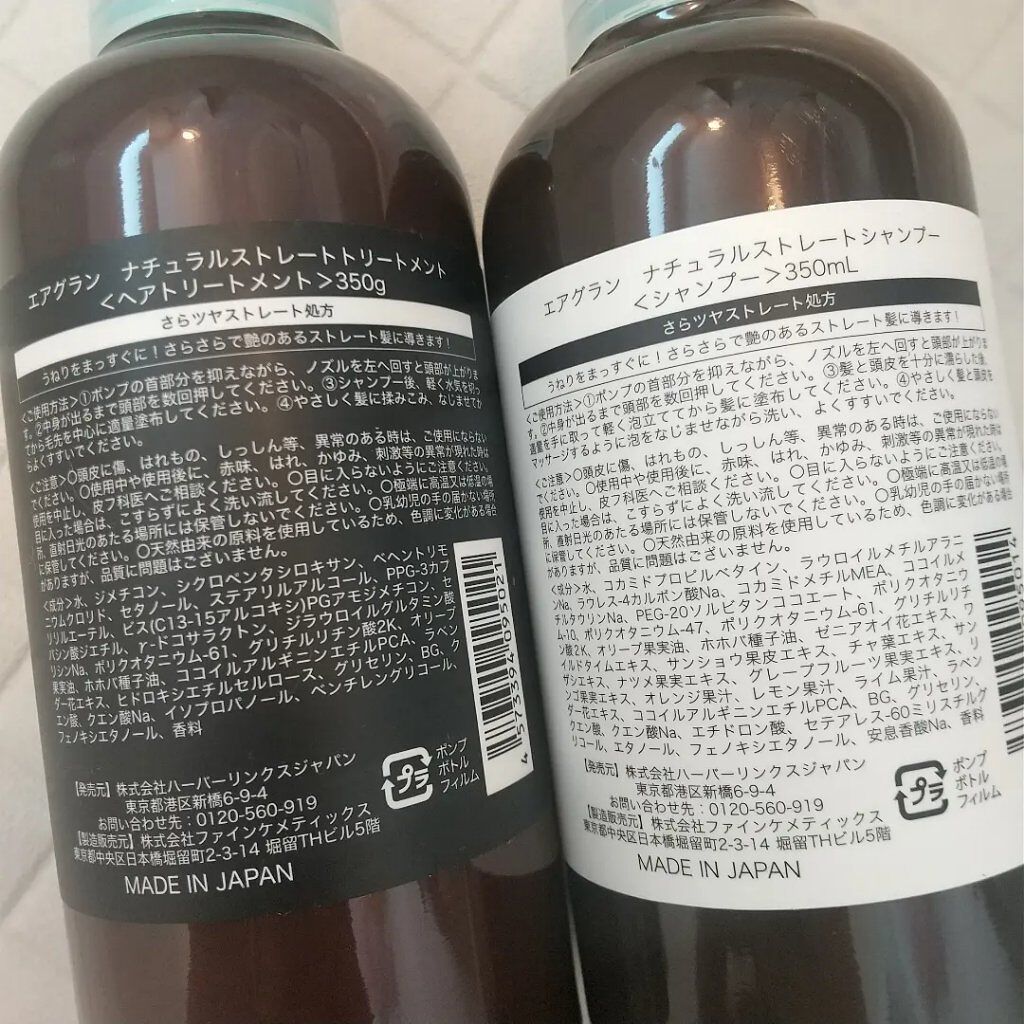 エアグラン ナチュラルストレートトリートメント
<ヘアトリートメント>350g
さらツヤストレート処方
うねりをまっすぐに！さらさらで艶のあるストレート髪に導きます！
<ご使用方法>①ポンプの首部分を抑えながら、ノズルを左へ回すと頭部が上がりま
す。②中身が出るまで頭部を数回押してください。③シャンプー後、軽く水気を切っ
てから毛先を中心に適量塗布してください。④やさしく髪に揉みこみ、なじませてか
らよくすすいでください。
<ご注意>○頭皮に傷、はれもの、しっしん等、異常のある時は、ご使用にならない
でください。○使用中や使用後に、赤味、はれ、かゆみ、刺激等の異常が現れた時は
使用を中止し、皮フ科医へご相談ください。○目に入らないようにご注意ください。
目に入った場合は、こすらずによく洗い流してください。○極端に高温又は低温の場
所、直射日光のあたる場所には保管しないでください。○乳幼児の手の届かない場所
に保管してください。○天然由来の原料を使用しているため、色調に変化がある場合
がありますが、品質に問題はございません。
<成分>水、ジメチコン、シクロペンタシロキサン、ベヘントリモ
ニウムクロリド、セタノール、ステアリルアルコール、PPG-3カプ
リリルエーテル、ビス(C13-15アルコキシ)PGアモジメチコン、セ
バシン酸ジエチル、γ-ドコサラクトン、ジラウロイルグルタミン酸
リシンNa、ポリクオタニウム-61、グリチルリチン酸2K、オリーブ
果実油、ホホバ種子油、ココイルアルギニンエチルPCA、ラベン
ダー花エキス、ヒドロキシエチルセルロース、グリセリン、BG、ク
エン酸、クエン酸Na、イソプロパノール、ペンチレングリコール、
フェノキシエタノール、香料
4 573394 095021
【発売元】株式会社ハーバーリンクスジャパン
東京都港区新橋6-9-4
お問い合わせ先：0120-560-919
【製造販売元】株式会社ファインケメティックス
東京都中央区日本橋堀留町2-3-14 堀留THビル5階
MADE IN JAPAN
プラ
ポンプ
ボトル
フィルム
エアグラン ナチュラルストレートシャンプー
<シャンプー>350mL
さらツヤストレート処方
うねりをまっすぐに！さらさらで艶のあるストレート髪に導きます！
<ご使用方法>①ポンプの首部分を抑えながら、ノズルを左へ回すと頭部が上がりま
す。②中身が出るまで頭部を数回押してください。③髪と頭皮を十分に濡らした後、
適量を手に取って軽く泡立ててから髪に塗布してください。④やさしく髪と頭皮を
マッサージするように泡をなじませながら洗い、よくすすいでください。
<ご注意>○頭皮に傷、はれもの、しっしん等、異常のある時は、ご使用にならない
でください。○使用中や使用後に、赤味、はれ、かゆみ、刺激等の異常が現れた時は
使用を中止し、皮フ科医へご相談ください。○目に入らないようにご注意ください。
目に入った場合は、こすらずによく洗い流してください。○極端に高温又は低温の場
所、直射日光のあたる場所には保管しないでください。○乳幼児の手の届かない場所
に保管してください。○天然由来の原料を使用しているため、色調に変化がある場合
がありますが、品質に問題はございません。
<成分>水、コカミドプロピルベタイン、ラウロイルメチルアラニ
ンNa、ラウレス-4カルボン酸Na、コカミドメチルMEA、ココイルメ
チルタウリンNa、PEG-20ソルビタンココエート、ポリクオタニウ
ム-10、ポリクオタニウム-47、ポリクオタニウム-61、グリチルリチ
ン酸2K、オリーブ果実油、ホホバ種子油、ゼニアオイ花エキス、ワ
イルドタイムエキス、サンショウ果皮エキス、チャ葉エキス、サン
ザシエキス、ナツメ果実エキス、グレープフルーツ果実エキス、リ
ンゴ果実エキス、オレンジ果汁、レモン果汁、ライム果汁、ラベン
ダー花エキス、ココイルアルギニンエチルPCA、BG、グリセリン、
クエン酸、クエン酸Na、エチドロン酸、セテアレス-60ミリスチルグ
リコール、エタノール、フェノキシエタノール、安息香酸Na、香料
【発売元】株式会社ハーバーリンクスジャパン
東京都港区新橋6-9-4
お問い合わせ先：0120-560-919
【製造販売元】株式会社ファインケメティックス
東京都中央区日本橋堀留町2-3-14 堀留THビル5階
MADE IN JAPAN
プラ
ポンプ
ボトル
フィルム